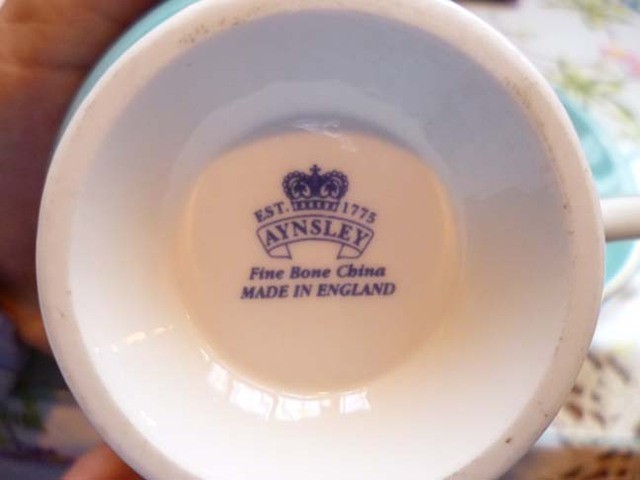 EST. 1775
AYNSLEY
Fine Bone China
MADE IN ENGLAND